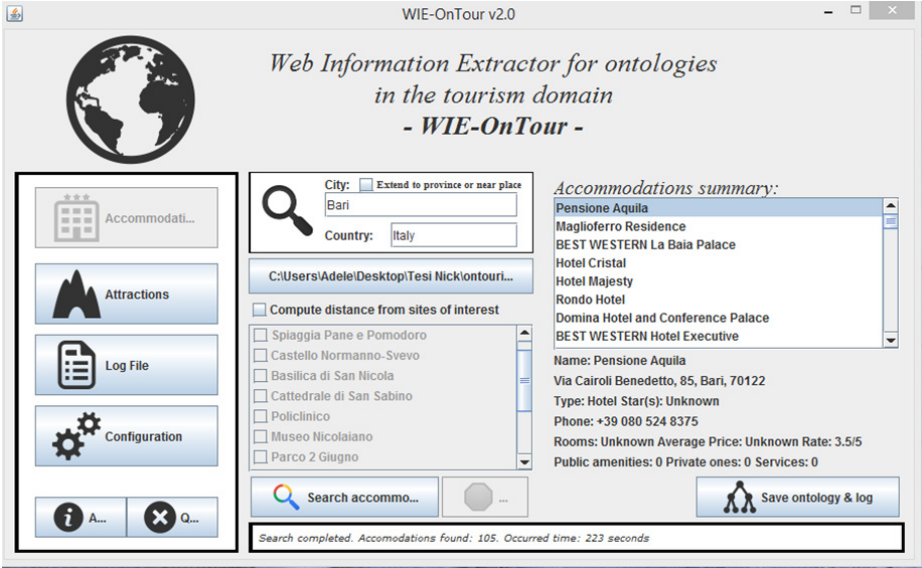 WIE-OnTour v2.0
Web Information Extractor for ontologies
in the tourism domain
- WIE-OnTour -
Accommodati...
Attractions
Log File
Configuration
A...
Q...
City:
Extend to province or near place
Bari
Country:
Italy
C:\Users\Adele\Desktop\Tesi Nick\ontouri...
Compute distance from sites of interest
Spiaggia Pane e Pomodoro
Castello Normanno-Svevo
Basilica di San Nicola
Cattedrale di San Sabino
Policlinico
Museo Nicolaiano
Parco 2 Giugno
Search accommo...
...
Accommodations summary:
Pensione Aquila
Maglioferro Residence
BEST WESTERN La Baia Palace
Hotel Cristal
Hotel Majesty
Rondo Hotel
Domina Hotel and Conference Palace
BEST WESTERN Hotel Executive
Name: Pensione Aquila
Via Cairoli Benedetto, 85, Bari, 70122
Type: Hotel Star(s): Unknown
Phone: +39 080 524 8375
Rooms: Unknown Average Price: Unknown Rate: 3.5/5
Public amenities: 0 Private ones: 0 Services: 0
Save ontology & log
Search completed. Accomodations found: 105. Occurred time: 223 seconds